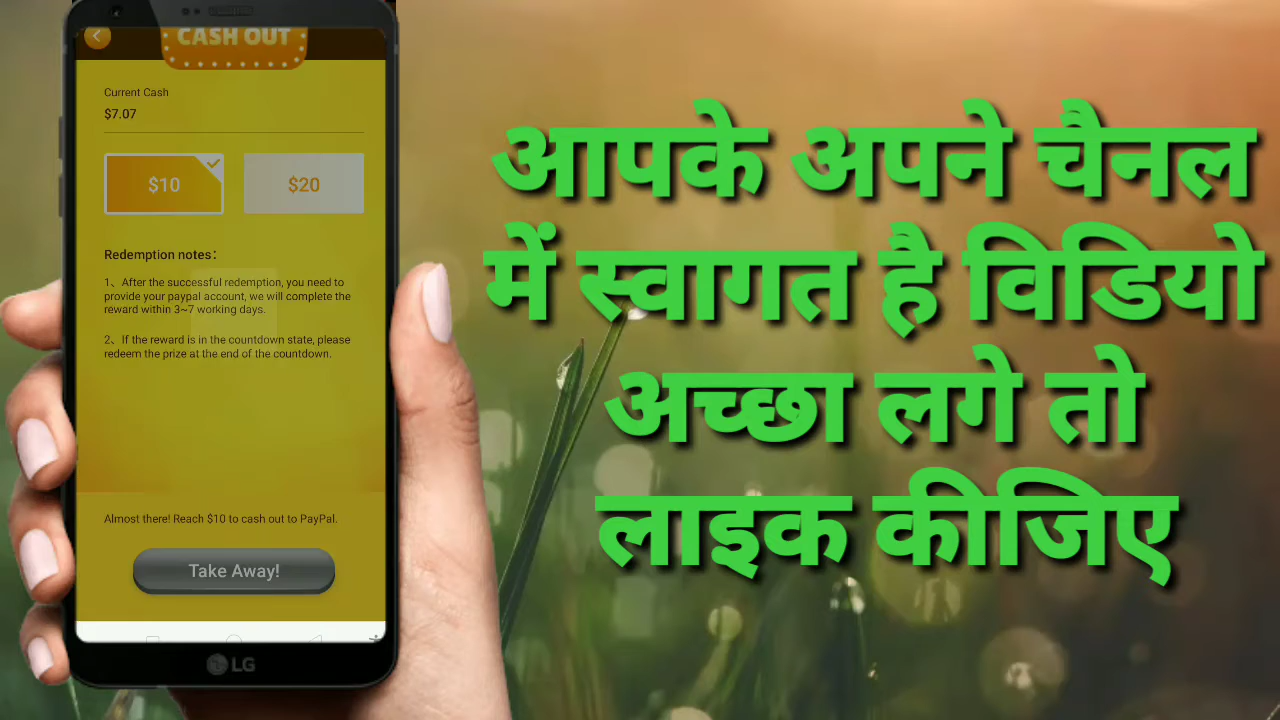 CASH OUT
Current Cash
$7.07
$10
$20
Redemption notes：
1、After the successful redemption, you need to
provide your paypal account, we will complete the
reward within 3~7 working days.
2、If the reward is in the countdown state, please
redeem the prize at the end of the countdown.
Almost there! Reach $10 to cash out to PayPal.
Take Away!
LG
आपके अपने चैनल
में स्वागत है विडियो
अच्छा लगे तो
लाइक कीजिए